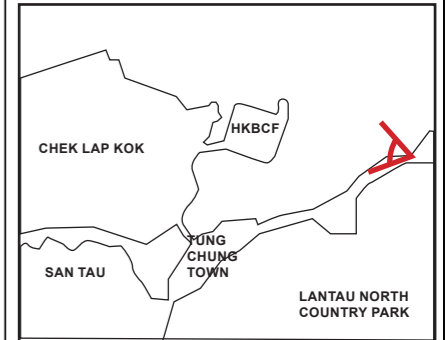 HKBCF
CHEK LAP KOK
TUNG
CHUNG
TOWN
SAN TAU
LANTAU NORTH
COUNTRY PARK